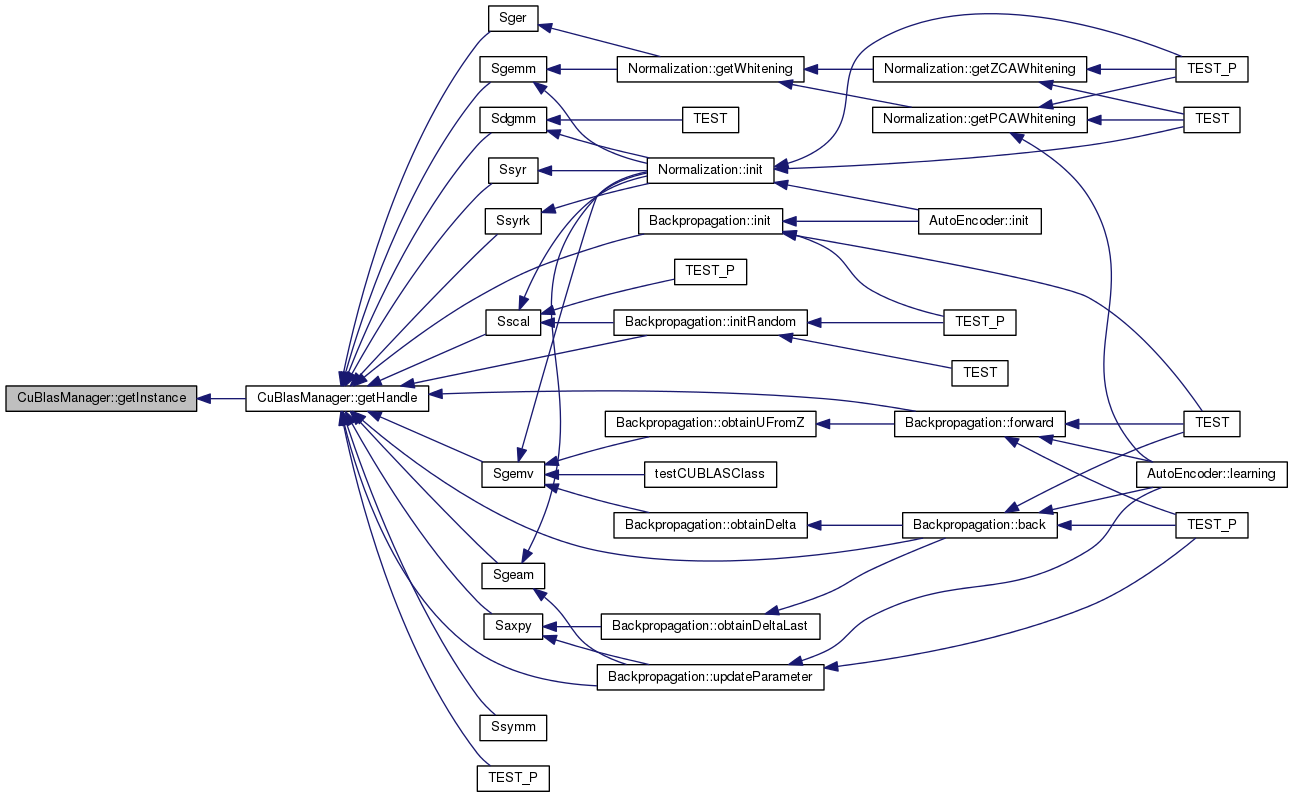 Sger
Sgemm
Normalization::getWhitening
Normalization::getZCAWhitening
TEST_P
Sdgmm
TEST
Normalization::getPCAWhitening
TEST
Ssyr
Normalization::init
Ssyrk
Backpropagation::init
AutoEncoder::init
TEST_P
Sscal
Backpropagation::initRandom
TEST_P
TEST
CuBlasManager::getInstance
CuBlasManager::getHandle
Backpropagation::obtainUFromZ
Backpropagation::forward
TEST
Sgemv
testCUBLASClass
AutoEncoder::learning
Backpropagation::obtainDelta
Backpropagation::back
TEST_P
Sgeam
Saxpy
Backpropagation::obtainDeltaLast
Backpropagation::updateParameter
Ssymm
TEST_P